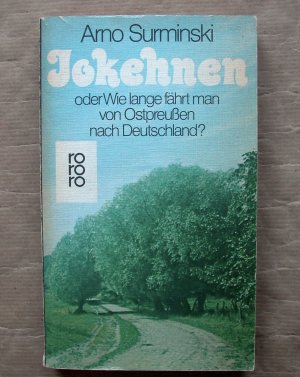 Arno Surminski
Jokehnen
oder Wie lange fährt man
von Ostpreußen
nach Deutschland?
ro
ro
ro